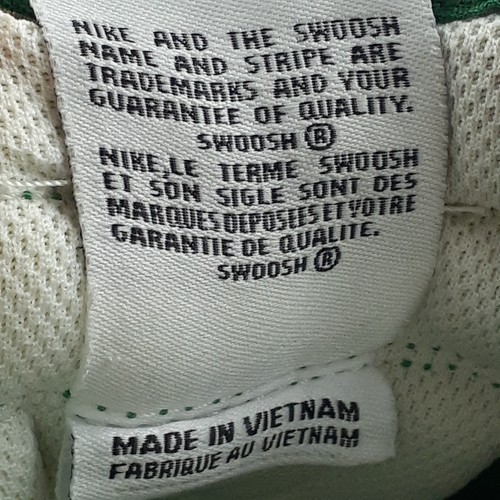 NIKE AND THE SWOOSH
NAME AND STRIPE ARE
TRADEMARKS AND YOUR
GUARANTEE OF QUALITY.
SWOOSH ®
NIKE, LE TERME SWOOSH
ET SON SIGLE SONT DES
MARQUES DEPOSEES ET VOTRE
GARANTIE DE QUALITE.
SWOOSH ®
MADE IN VIETNAM
FABRIQUE AU VIETNAM